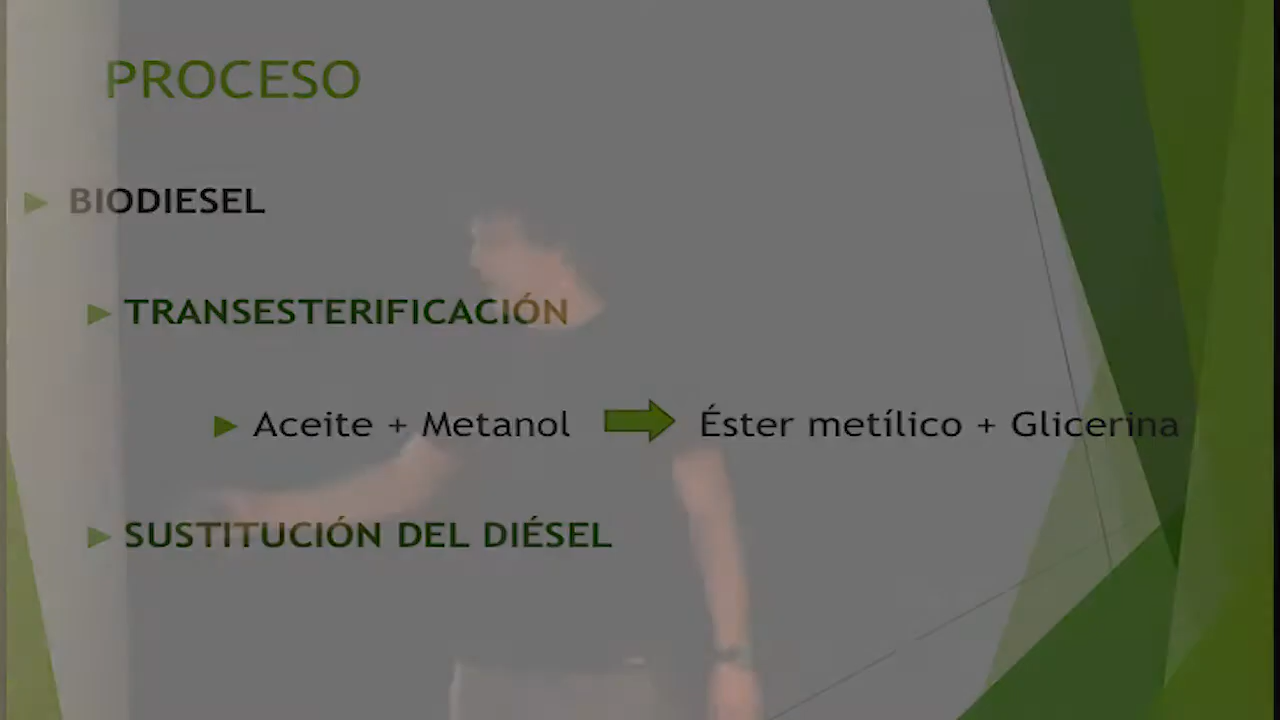 PROCESO
BIODIESEL
TRANSESTERIFICACIÓN
Aceite + Metanol Éster metílico + Glicerina
SUSTITUCIÓN DEL DIÉSEL